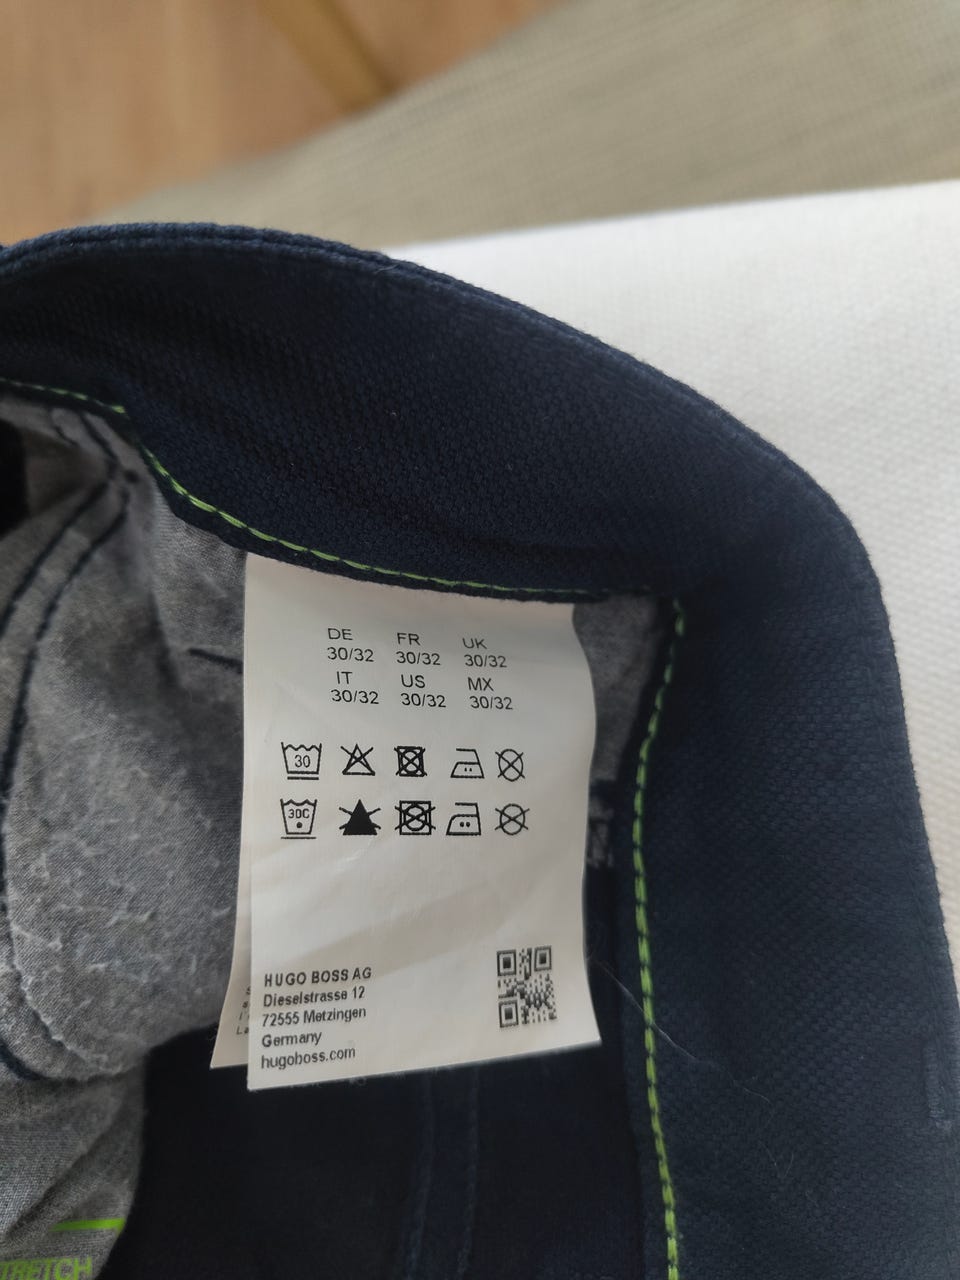 DE FR UK
30/32 30/32 30/32
IT US MX
30/32 30/32 30/32
30
30C
HUGO BOSS AG
Dieselstrasse 12
72555 Metzingen
Germany
hugoboss.com